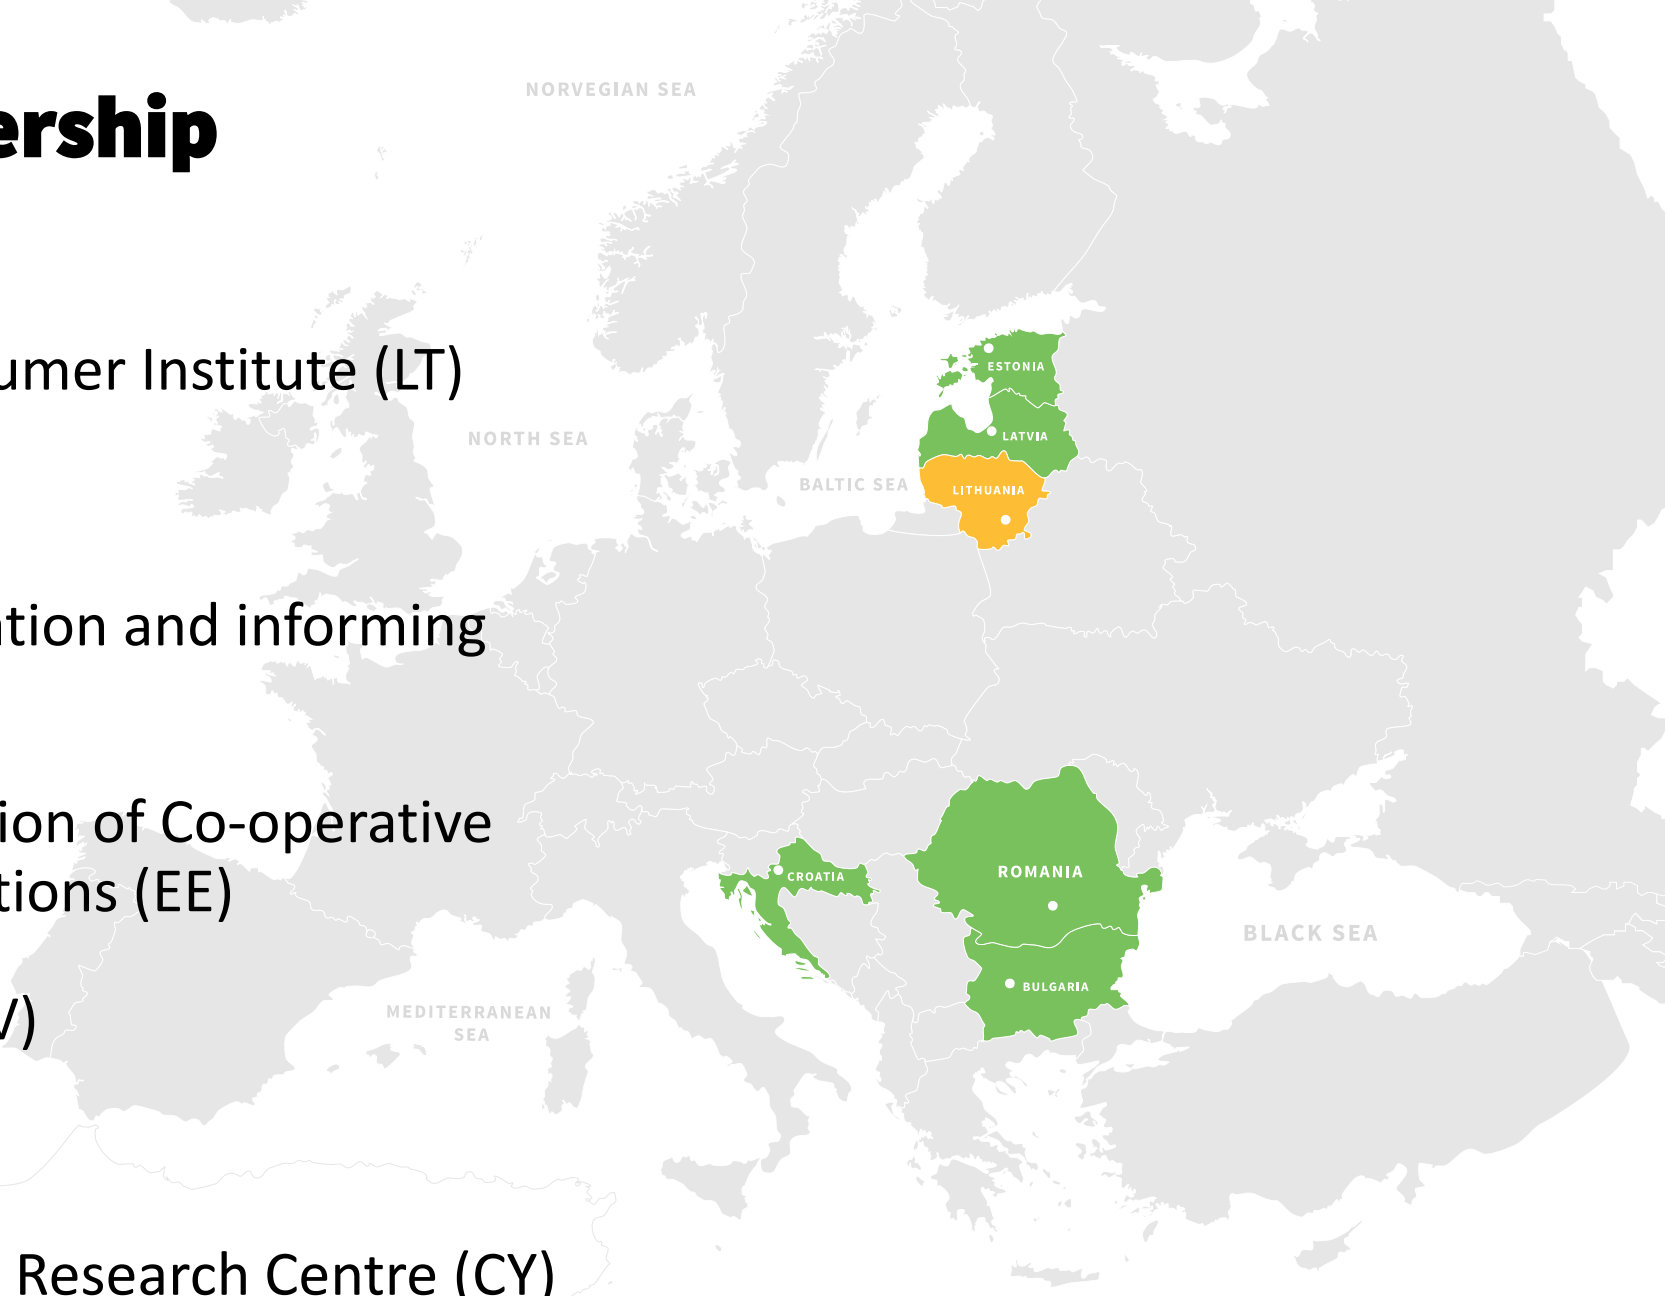 ership
umer Institute (LT)
ation and informing
ion of Co-operative
tions (EE)
V)
Research Centre (CY)
NORVEGIAN SEA
NORTH SEA
BALTIC SEA
ESTONIA
LATVIA
LITHUANIA
ROMANIA
CROATIA
BULGARIA
BLACK SEA
MEDITERRANEAN
SEA